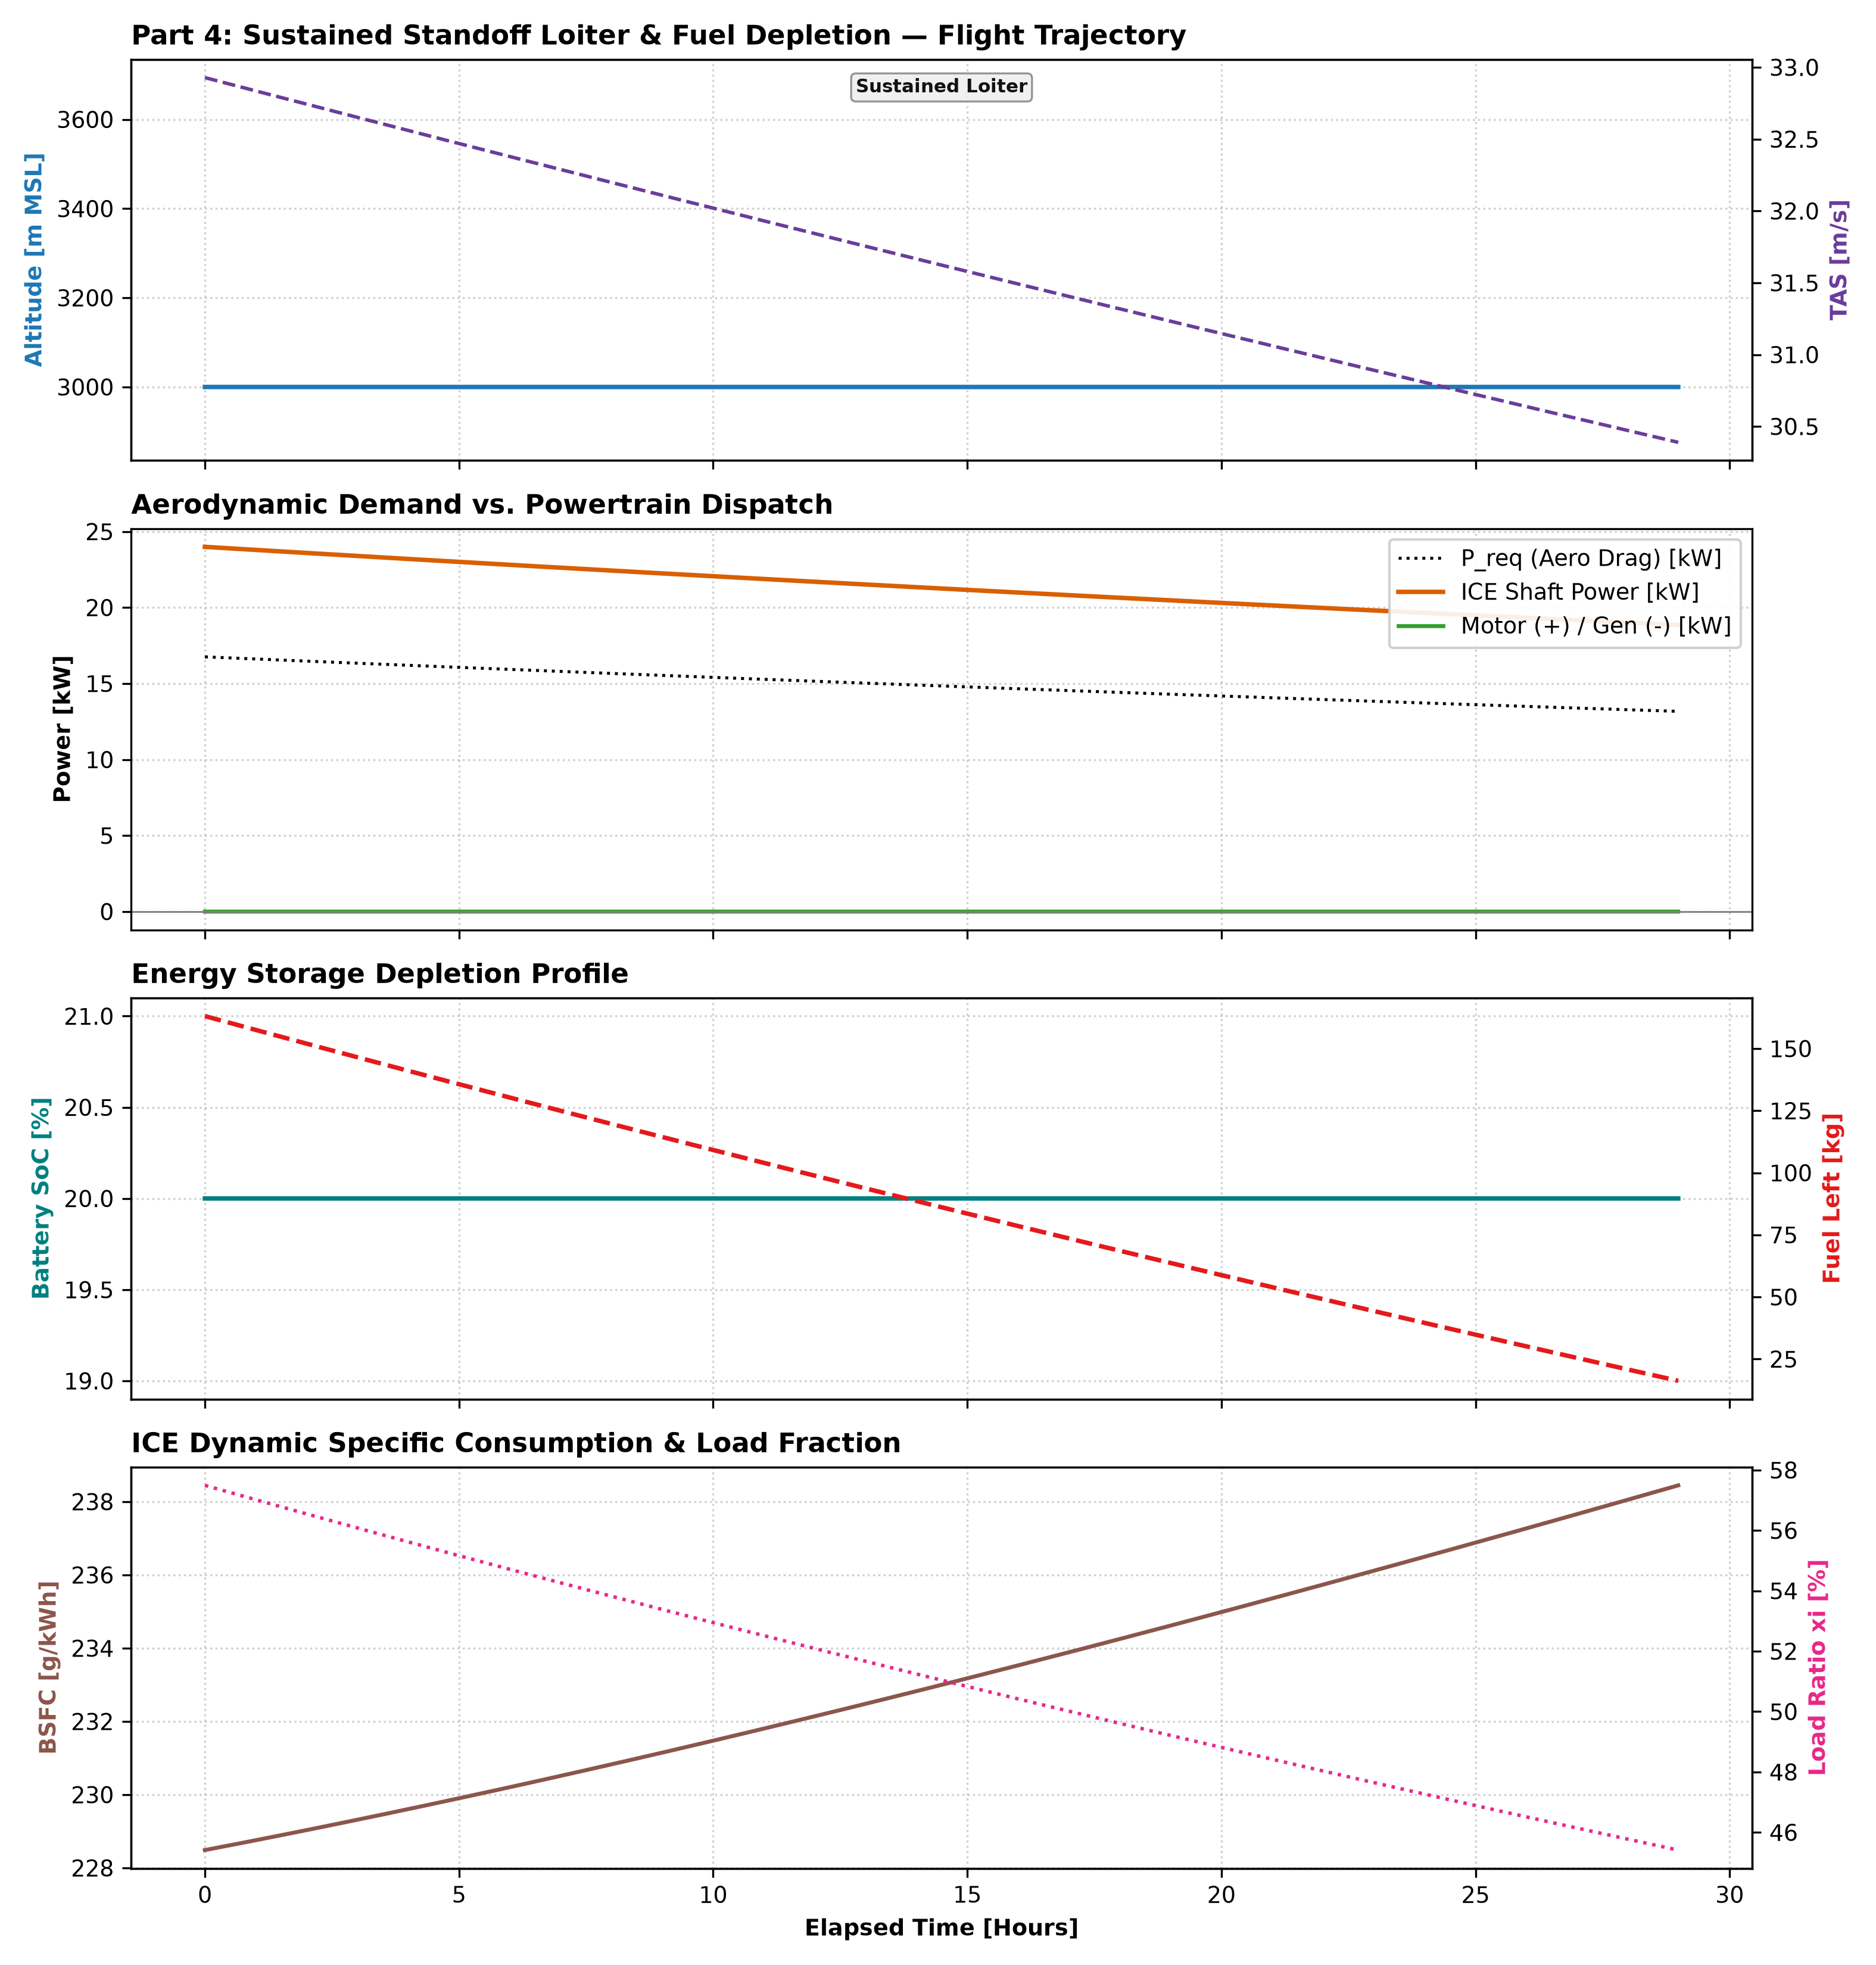 Part 4: Sustained Standoff Loiter & Fuel Depletion — Flight Trajectory
Sustained Loiter
Altitude [m MSL]
3600
3400
3200
3000
TAS [m/s]
33.0
32.5
32.0
31.5
31.0
30.5
Aerodynamic Demand vs. Powertrain Dispatch
Power [kW]
25
20
15
10
5
0
P_req (Aero Drag) [kW]
ICE Shaft Power [kW]
Motor (+) / Gen (-) [kW]
Energy Storage Depletion Profile
Battery SoC [%]
21.0
20.5
20.0
19.5
19.0
Fuel Left [kg]
150
125
100
75
50
25
ICE Dynamic Specific Consumption & Load Fraction
BSFC [g/kWh]
238
236
234
232
230
228
Load Ratio xi [%]
58
56
54
52
50
48
46
0 5 10 15 20 25 30
Elapsed Time [Hours]